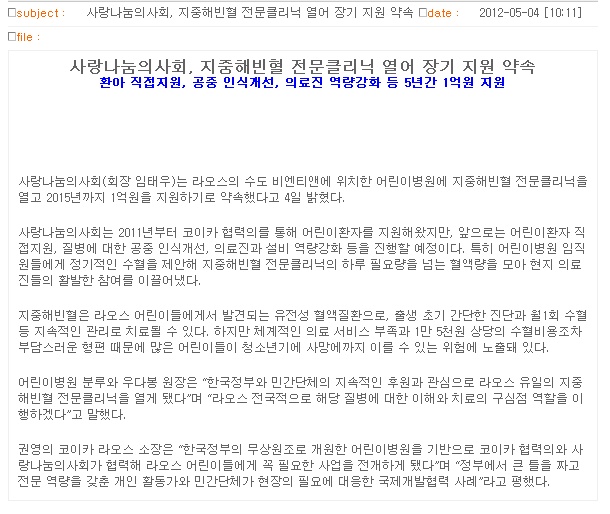 subject : 사랑나눔의사회, 지중해빈혈 전문클리닉 열어 장기 지원 약속 date : 2012-05-04 [10:11]
file :
사랑나눔의사회, 지중해빈혈 전문클리닉 열어 장기 지원 약속
환아 직접지원, 공중 인식개선, 의료진 역량강화 등 5년간 1억원 지원
사랑나눔의사회(회장 임태우)는 라오스의 수도 비엔티앤에 위치한 어린이병원에 지중해빈혈 전문클리닉을
열고 2015년까지 1억원을 지원하기로 약속했다고 4일 밝혔다.
사랑나눔의사회는 2011년부터 코이카 협력의를 통해 어린이환자를 지원해왔지만, 앞으로는 어린이환자 직
접지원, 질병에 대한 공중 인식개선, 의료진과 설비 역량강화 등을 진행할 예정이다. 특히 어린이병원 임직
원들에게 정기적인 수혈을 제안해 지중해빈혈 전문클리닉의 하루 필요량을 넘는 혈액량을 모아 현지 의료
진들의 활발한 참여를 이끌어냈다.
지중해빈혈은 라오스 어린이들에게서 발견되는 유전성 혈액질환으로, 출생 초기 간단한 진단과 월1회 수혈
등 지속적인 관리로 치료될 수 있다. 하지만 체계적인 의료 서비스 부족과 1만 5천원 상당의 수혈비용조차
부담스러운 형편 때문에 많은 어린이들이 청소년기에 사망에까지 이를 수 있는 위험에 노출돼 있다.
어린이병원 분루와 우다봉 원장은 “한국정부와 민간단체의 지속적인 후원과 관심으로 라오스 유일의 지중
해빈혈 전문클리닉을 열게 됐다”며 “라오스 전국적으로 해당 질병에 대한 이해와 치료의 구심점 역할을 이
행하겠다”고 말했다.
권영의 코이카 라오스 소장은 “한국정부의 무상원조로 개원한 어린이병원을 기반으로 코이카 협력의와 사
랑나눔의사회가 협력해 라오스 어린이들에게 꼭 필요한 사업을 전개하게 됐다”며 “정부에서 큰 틀을 짜고
전문 역량을 갖춘 개인 활동가와 민간단체가 현장의 필요에 대응한 국제개발협력 사례”라고 평했다.